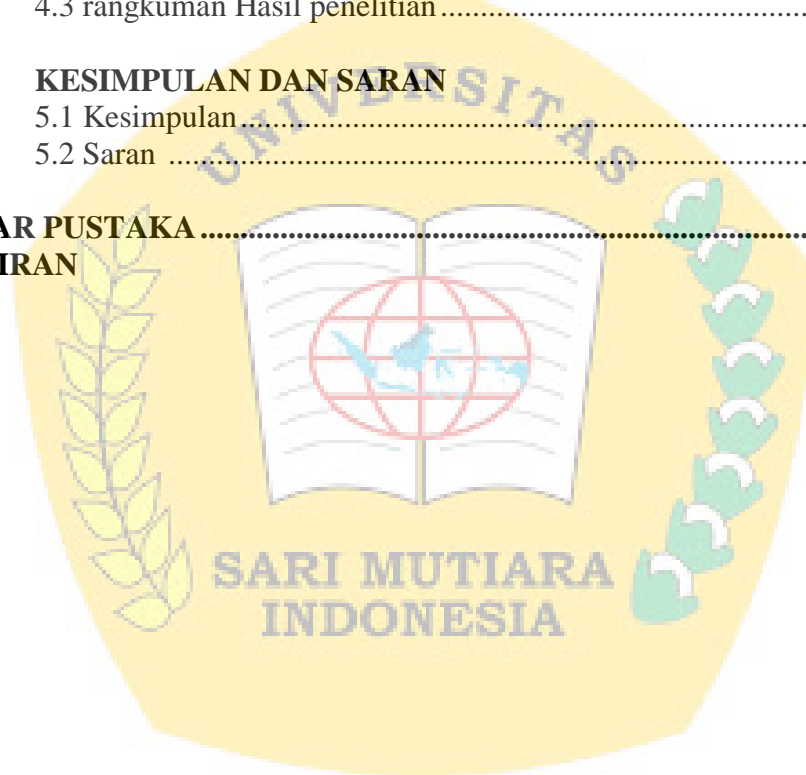 4.3 rangkuman Hasil penelitian
KESIMPULAN DAN SARAN
5.1 Kesimpulan
5.2 Saran
AR PUSTAKA
IRAN
UNIVERSITAS
SARI MUTIARA
INDONESIA